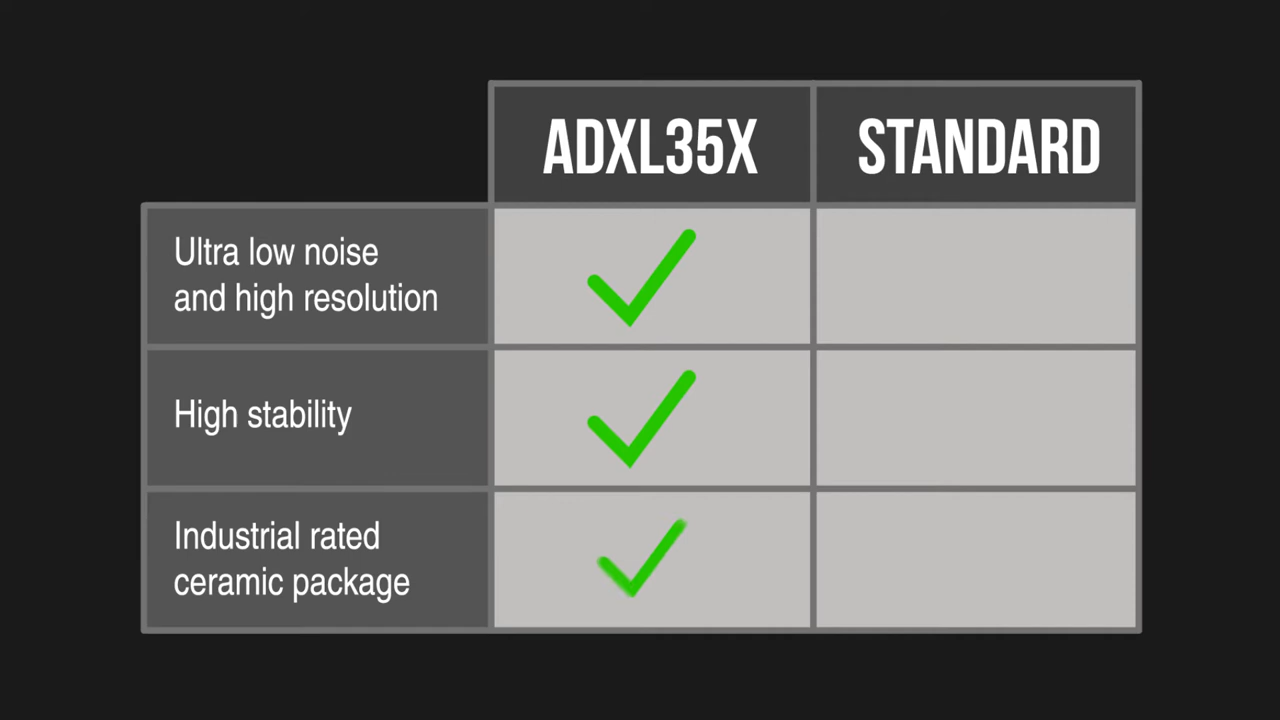 ADXL35X
STANDARD
Ultra low noise
and high resolution
High stability
Industrial rated
ceramic package